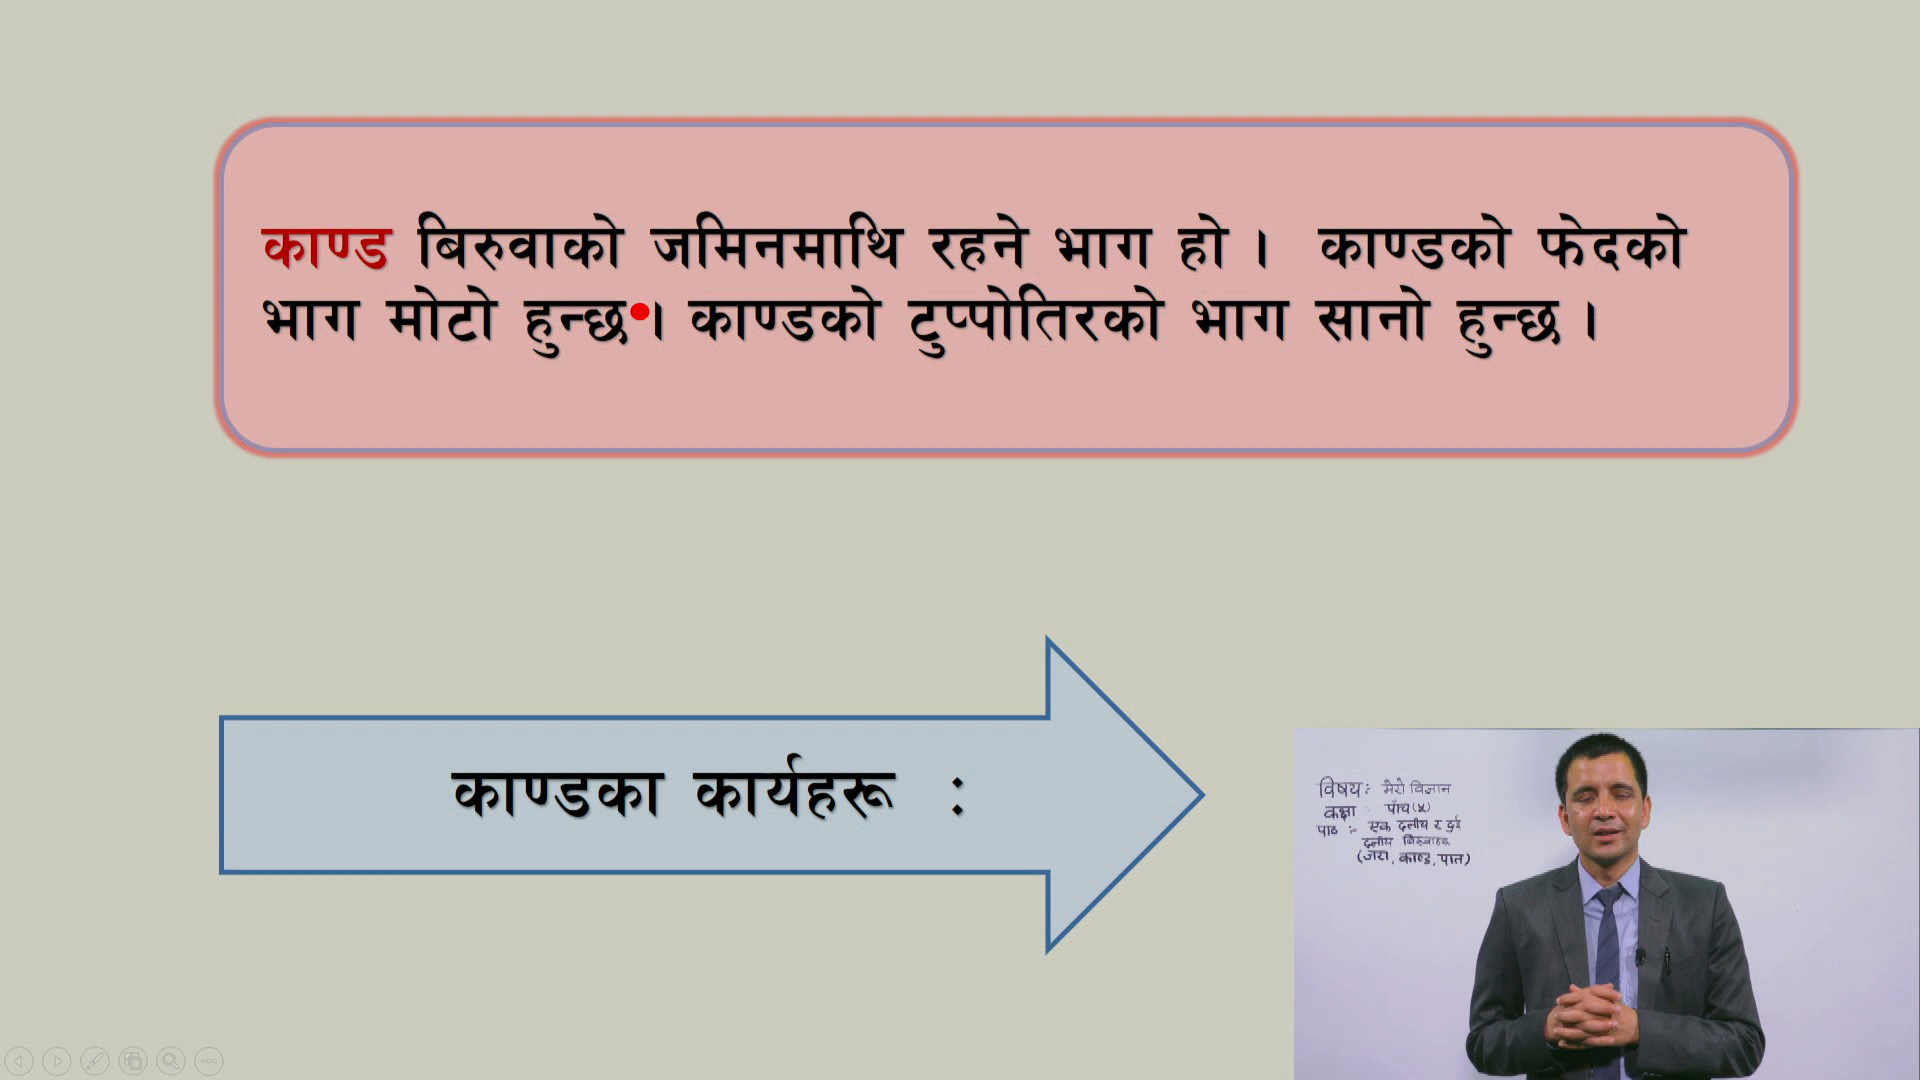 काण्ड बिरुवाको जमिनमाथि रहने भाग हो । काण्डको फेदको
भाग मोटो हुन्छ । काण्डको टुप्पोतिरको भाग सानो हुन्छ ।
काण्डका कार्यहरू :
विषय: मेरो विज्ञान
कक्षा : पाँच (५)
पाठ :- एक दलीय र दुई
दलीय बिरुवाहरू
(जरा, काण्ड, पात)